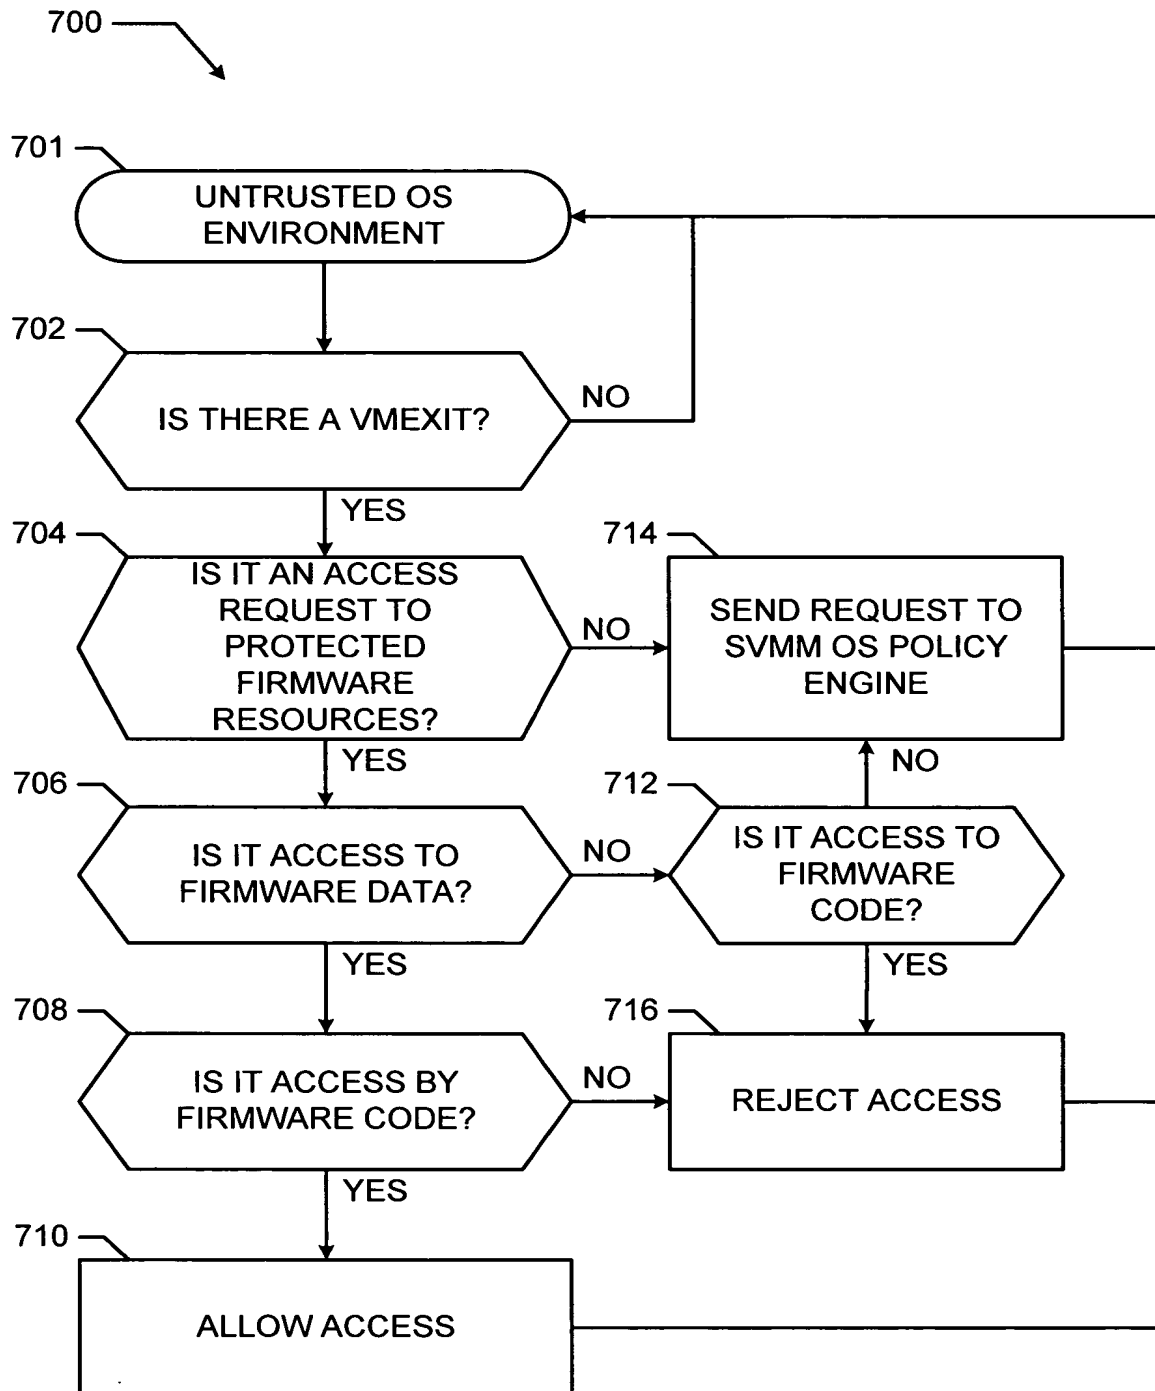 700
701
UNTRUSTED OS
ENVIRONMENT
702
IS THERE A VMEXIT?
NO
YES
704
IS IT AN ACCESS
REQUEST TO
PROTECTED
FIRMWARE
RESOURCES?
NO
714
SEND REQUEST TO
SVMM OS POLICY
ENGINE
YES
NO
706
IS IT ACCESS TO
FIRMWARE DATA?
NO
712
IS IT ACCESS TO
FIRMWARE
CODE?
YES
YES
708
IS IT ACCESS BY
FIRMWARE CODE?
NO
716
REJECT ACCESS
YES
710
ALLOW ACCESS